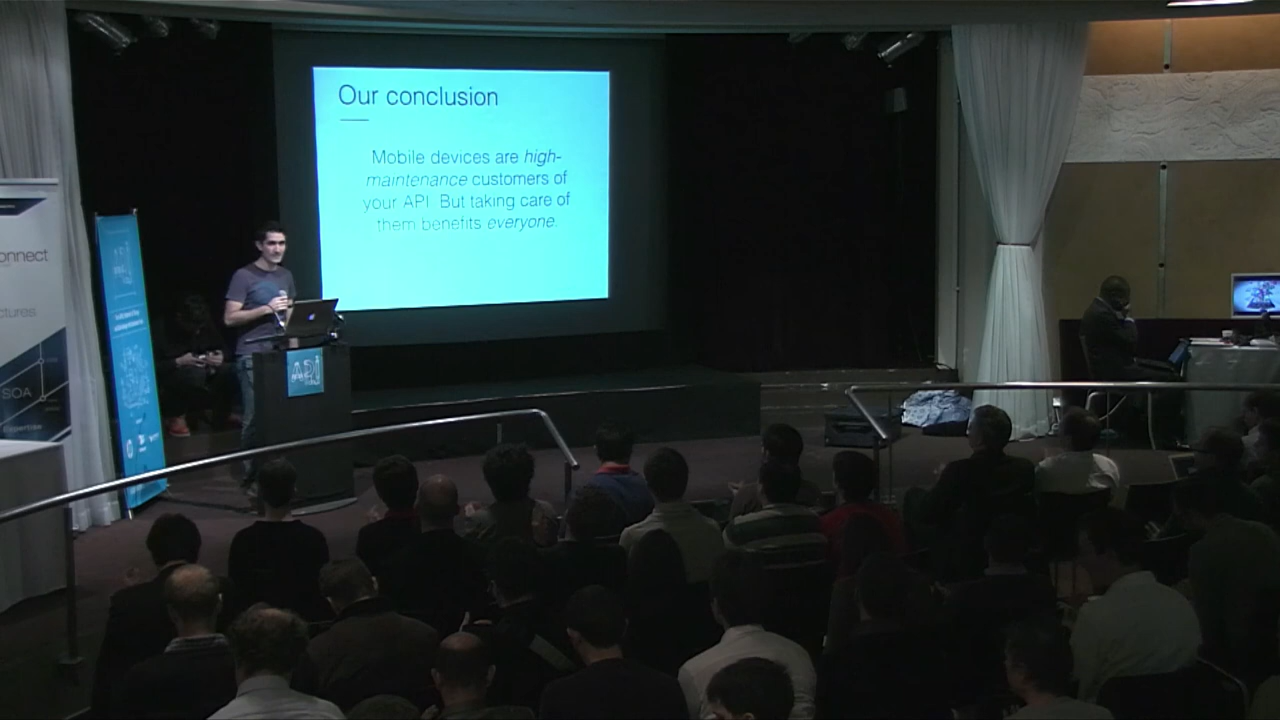 Our conclusion
Mobile devices are high-
maintenance customers of
your API. But taking care of
them benefits everyone.
onnect
ctures
SOA
Expertise
API